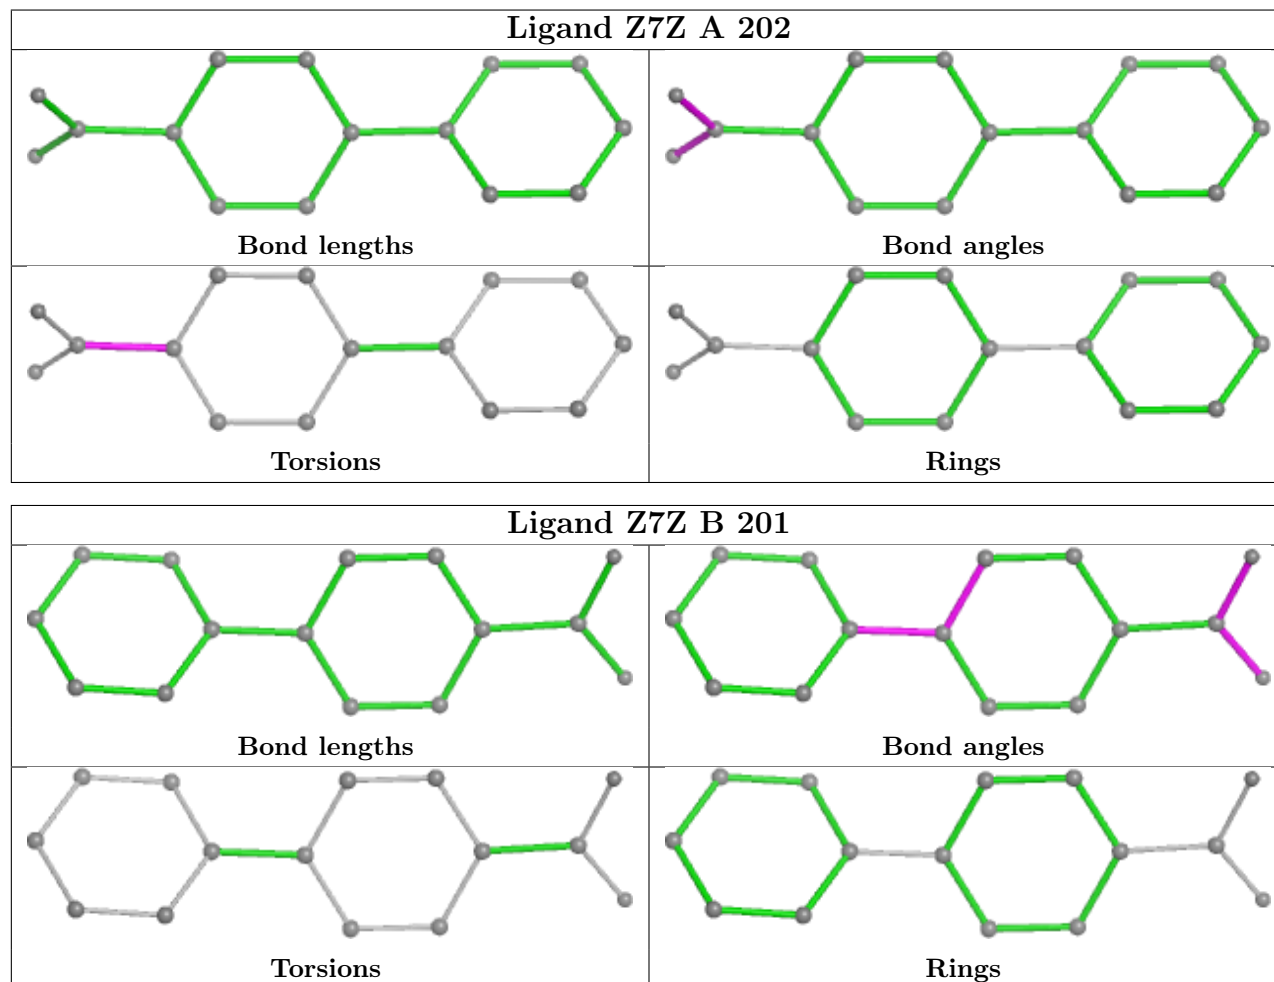 Ligand Z7Z A 202
Bond lengths
Bond angles
Torsions
Rings
Ligand Z7Z B 201
Bond lengths
Bond angles
Torsions
Rings